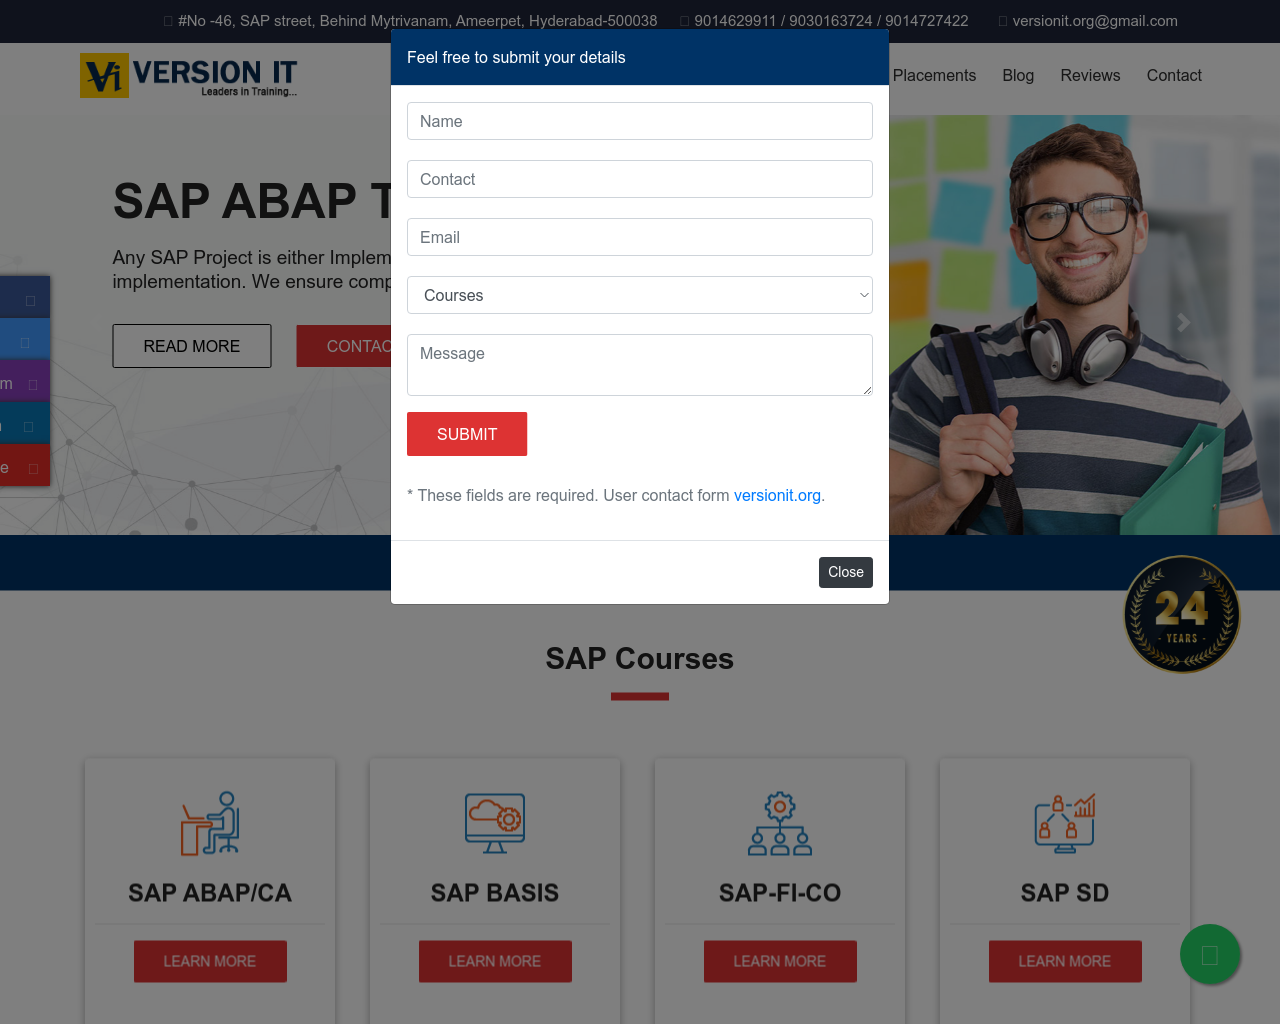 #No -46, SAP street, Behind Mytrivanam, Ameerpet, Hyderabad-500038 9014629911 / 9030163724 / 9014727422 versionit.org@gmail.com
Vi VERSION IT
Leaders in Training...
Placements Blog Reviews Contact
Feel free to submit your details
Name
Contact
Email
Courses
Message
SUBMIT
* These fields are required. User contact form versionit.org.
Close
SAP ABAP T
Any SAP Project is either Implem
implementation. We ensure comp
READ MORE
CONTAC
m
e
24
- YEARS -
SAP Courses
SAP ABAP/CA
LEARN MORE
SAP BASIS
LEARN MORE
SAP-FI-CO
LEARN MORE
SAP SD
LEARN MORE